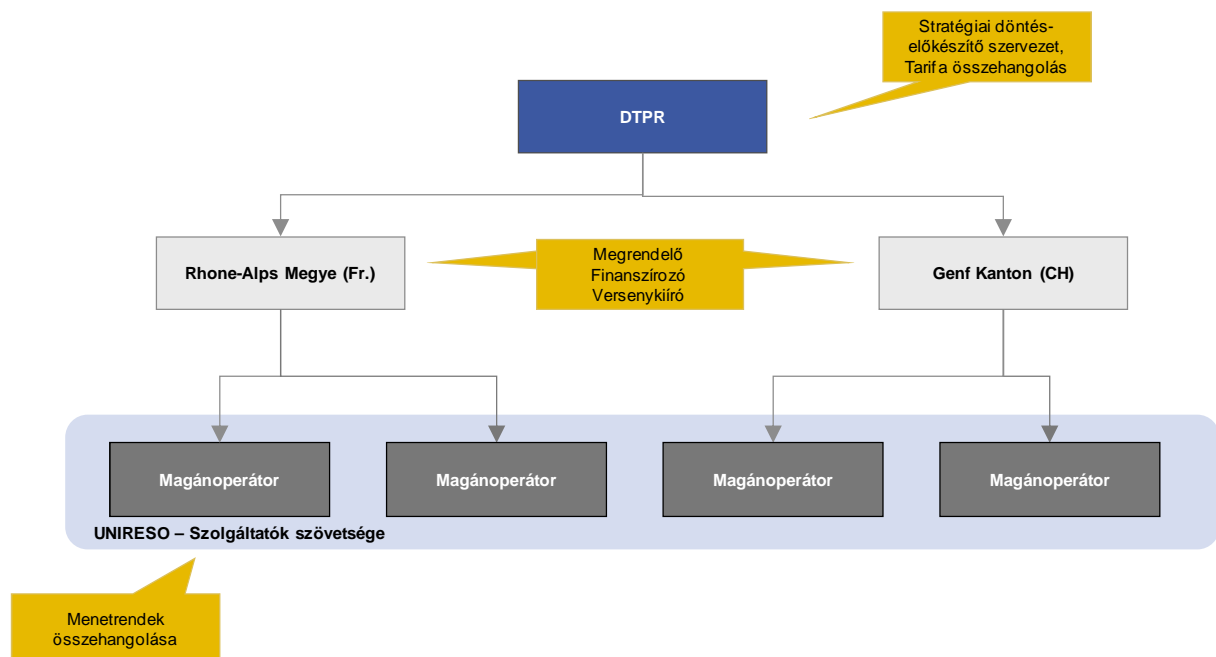 Stratégiai döntés-
előkészítő szervezet,
Tarifa összehangolás
DTPR
Rhone-Alps Megye (Fr.)
Megrendelő
Finanszírozó
Versenykiíró
Genf Kanton (CH)
Magánoperátor
Magánoperátor
Magánoperátor
Magánoperátor
UNIRESO – Szolgáltatók szövetsége
Menetrendek
összehangolása